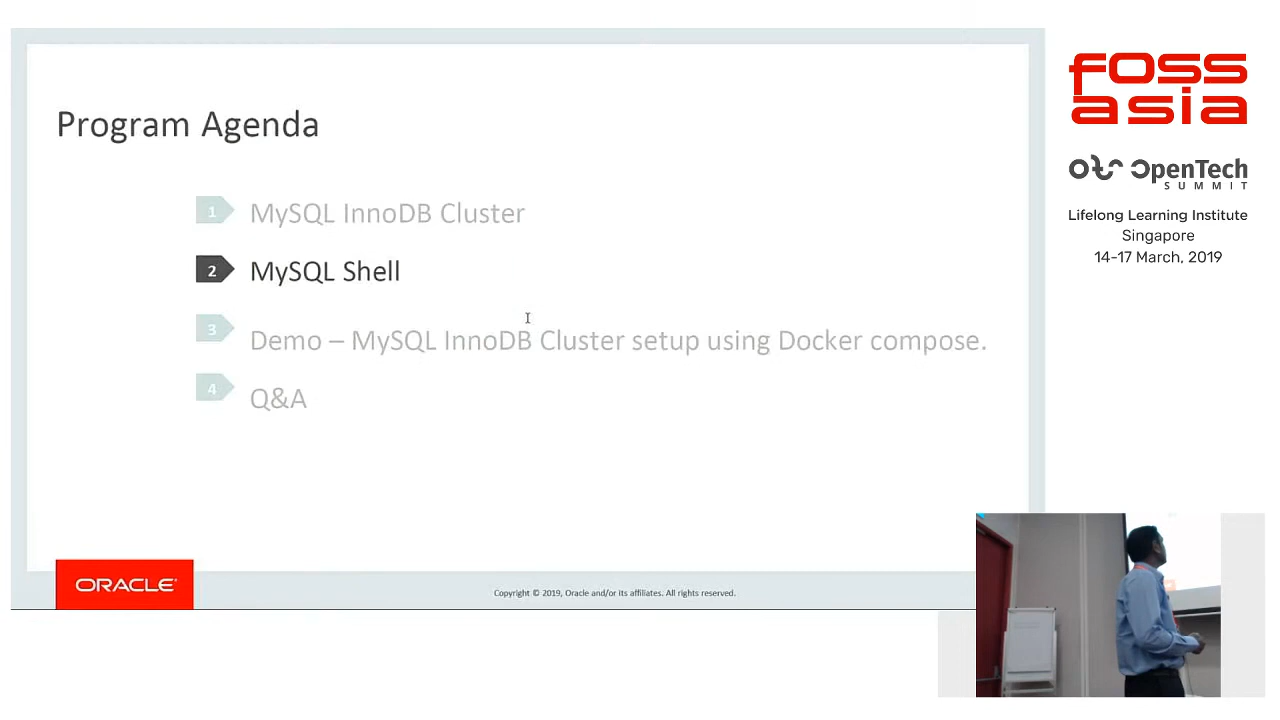 Program Agenda
1 MySQL InnoDB Cluster
2 MySQL Shell
3 Demo – MySQL InnoDB Cluster setup using Docker compose.
4 Q&A
ORACLE
Copyright © 2019, Oracle and/or its affiliates. All rights reserved.
FOSS
asia
OpenTech
SUMMIT
Lifelong Learning Institute
Singapore
14-17 March, 2019